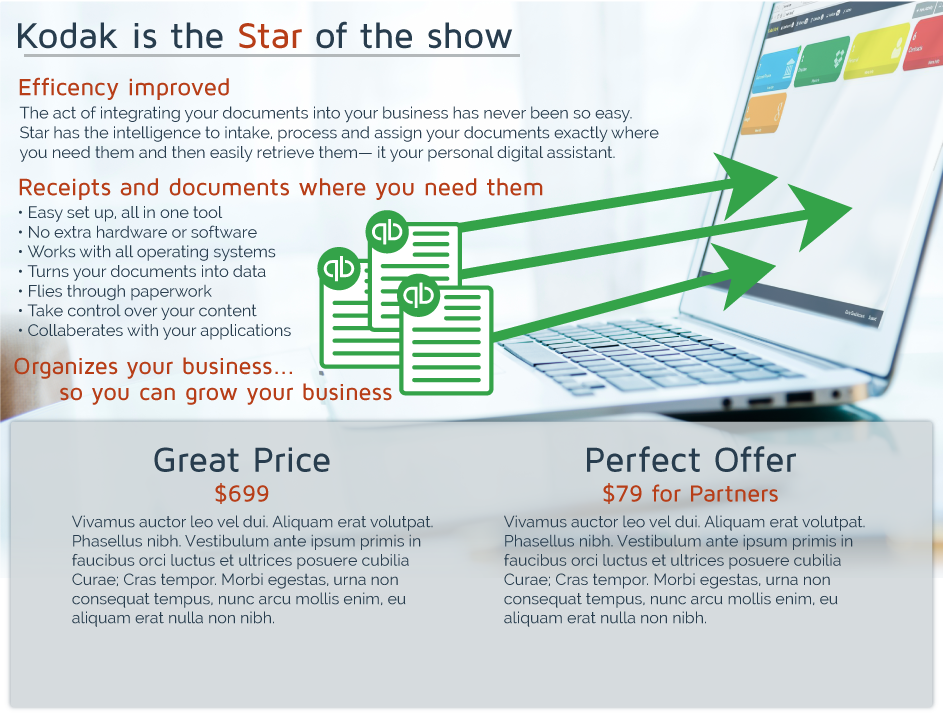 Kodak is the Star of the show
Efficency improved
The act of integrating your documents into your business has never been so easy.
Star has the intelligence to intake, process and assign your documents exactly where
you need them and then easily retrieve them— it your personal digital assistant.
Receipts and documents where you need them
• Easy set up, all in one tool
• No extra hardware or software
• Works with all operating systems
• Turns your documents into data
• Flies through paperwork
• Take control over your content
• Collaberates with your applications
qb
qb
qb
Organizes your business...
so you can grow your business
Great Price
$699
Vivamus auctor leo vel dui. Aliquam erat volutpat.
Phasellus nibh. Vestibulum ante ipsum primis in
faucibus orci luctus et ultrices posuere cubilia
Curae; Cras tempor. Morbi egestas, urna non
consequat tempus, nunc arcu mollis enim, eu
aliquam erat nulla non nibh.
Perfect Offer
$79 for Partners
Vivamus auctor leo vel dui. Aliquam erat volutpat.
Phasellus nibh. Vestibulum ante ipsum primis in
faucibus orci luctus et ultrices posuere cubilia
Curae; Cras tempor. Morbi egestas, urna non
consequat tempus, nunc arcu mollis enim, eu
aliquam erat nulla non nibh.